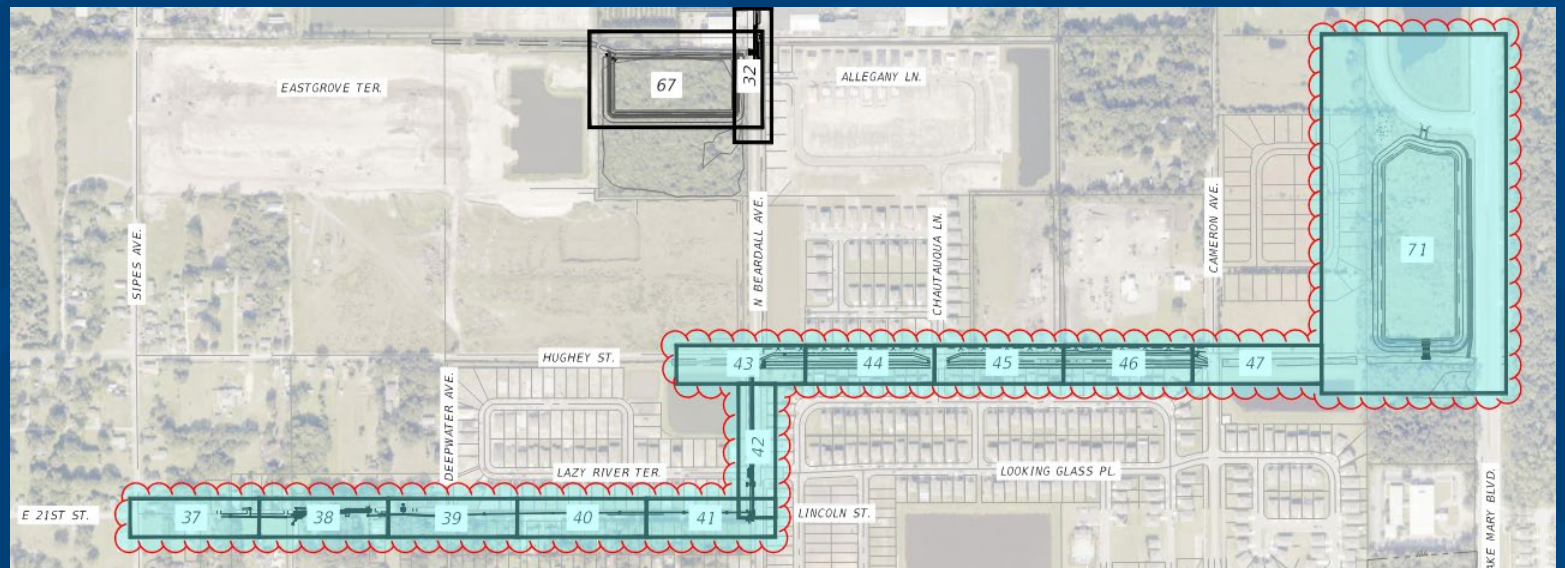 EASTGROVE TER.
67
32
ALLEGANY LN.
SIPES AVE.
N BEARDALL AVE.
CHAUTAUQUA LN.
CAMERON AVE.
71
HUGHEY ST.
43
44
45
46
47
DEEPWATER AVE.
42
LAZY RIVER TER.
LOOKING GLASS PL.
E 21ST ST.
37
38
39
40
41
LINCOLN ST.
AKE MARY BLVD.